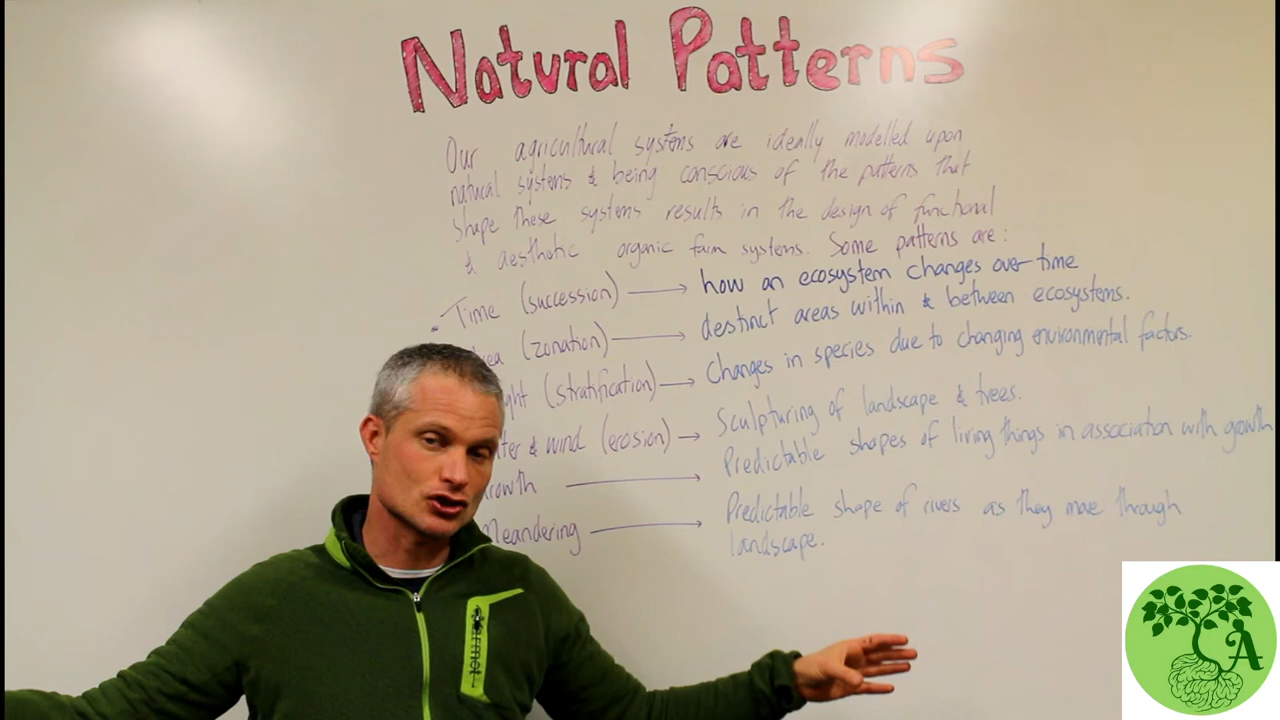 Natural Patterns
Our agricultural systems are ideally modelled upon
natural systems & being conscious of the patterns that
shape these systems results in the design of functional
& aesthetic organic farm systems. Some patterns are:
• Time (succession) → how an ecosystem changes over time
ea (zonation) → destinct areas within & between ecosystems.
ght (stratification) → Changes in species due to changing environmental factors.
ter & wind (erosion) → Sculpturing of landscape & trees.
rowth → Predictable shapes of living things in association with growth
Meandering → Predictable shape of rivers as they move through
landscape.
A